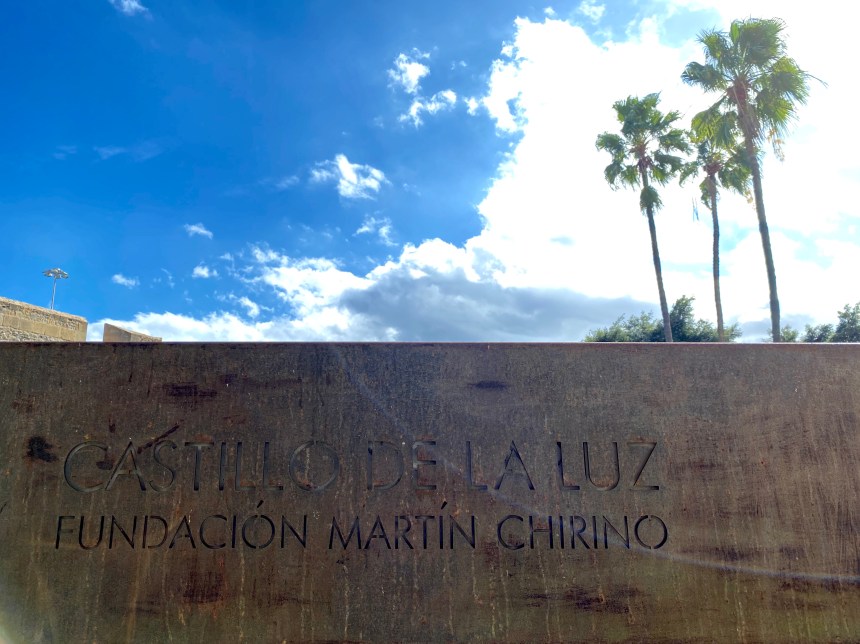 CASTILLO DE LA LUZ
FUNDACIÓN MARTÍN CHIRINO